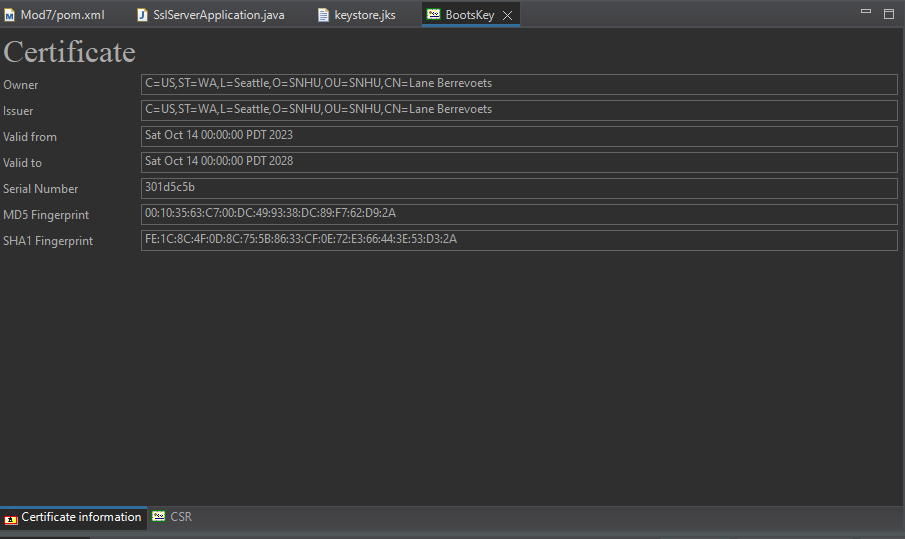 Mod7/pom.xml SslServerApplication.java keystore.jks BootsKey
Certificate
Owner C=US,ST=WA,L=Seattle,O=SNHU,OU=SNHU,CN=Lane Berrevoets
Issuer C=US,ST=WA,L=Seattle,O=SNHU,OU=SNHU,CN=Lane Berrevoets
Valid from Sat Oct 14 00:00:00 PDT 2023
Valid to Sat Oct 14 00:00:00 PDT 2028
Serial Number 301d5c5b
MD5 Fingerprint 00:10:35:63:C7:00:DC:49:93:38:DC:89:F7:62:D9:2A
SHA1 Fingerprint FE:1C:8C:4F:0D:8C:75:5B:86:33:CF:0E:72:E3:66:44:3E:53:D3:2A
Certificate information CSR